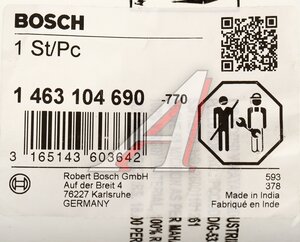 BOSCH
1 St/Pc
1 463 104 690 -770
3 165143 603642
Robert Bosch GmbH
Auf der Breit 4
76227 Karlsruhe
GERMANY
593
378
Made in India
Fabriqué en Inde
61